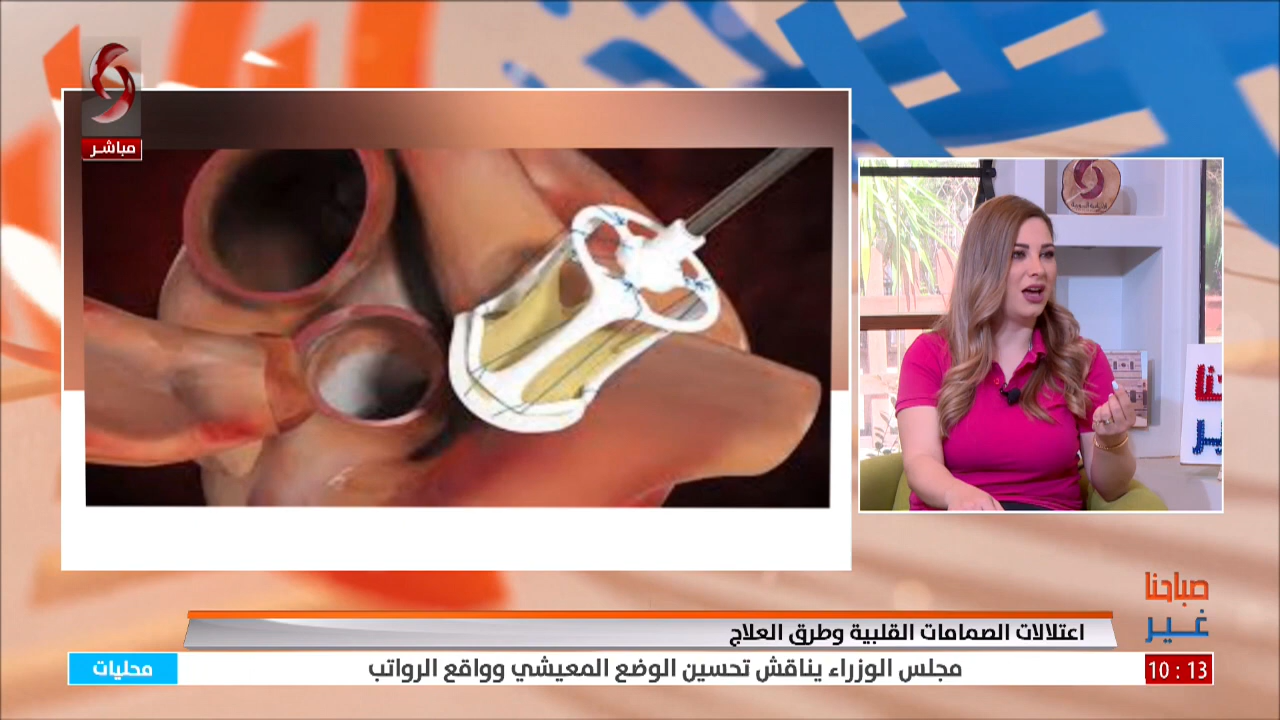 مباشر
صباحنا
غير
اعتلالات الصمامات القلبية وطرق العلاج
محليات
مجلس الوزراء يناقش تحسين الوضع المعيشي وواقع الرواتب
10 : 13